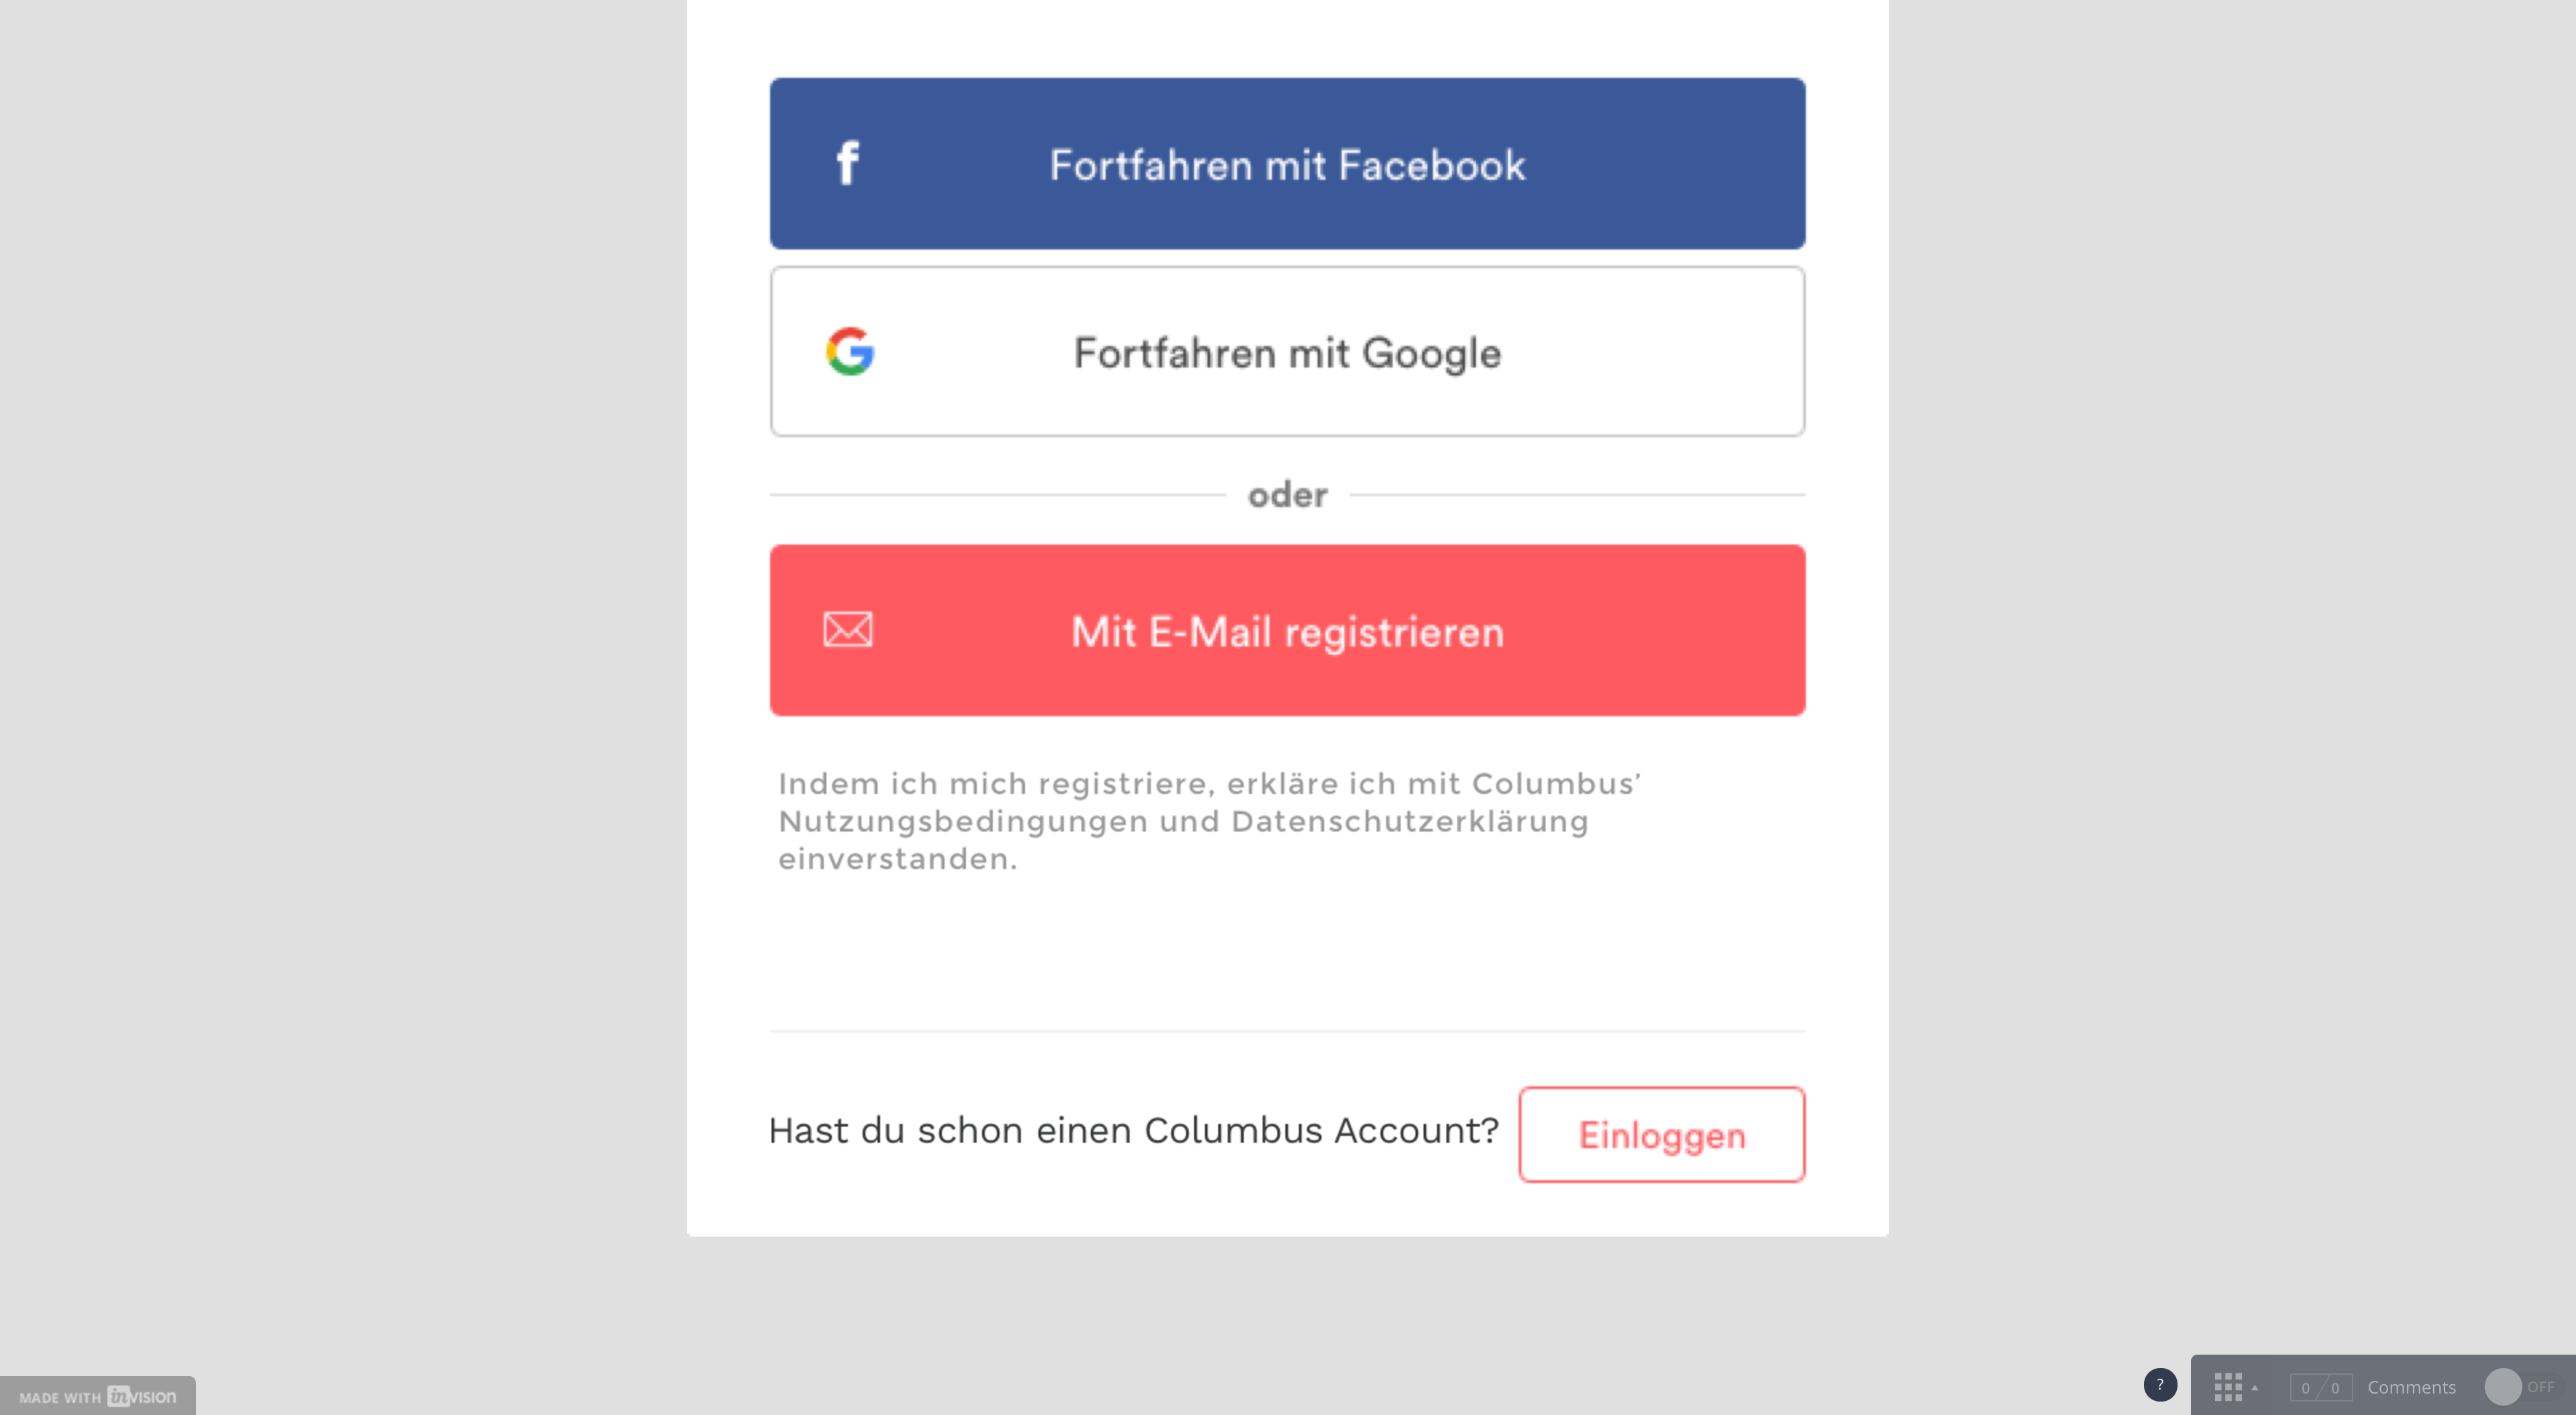 f Fortfahren mit Facebook
G Fortfahren mit Google
oder
Mit E-Mail registrieren
Indem ich mich registriere, erkläre ich mit Columbus’
Nutzungsbedingungen und Datenschutzerklärung
einverstanden.
Hast du schon einen Columbus Account? Einloggen
MADE WITH inVISION
? 0 / 0 Comments OFF